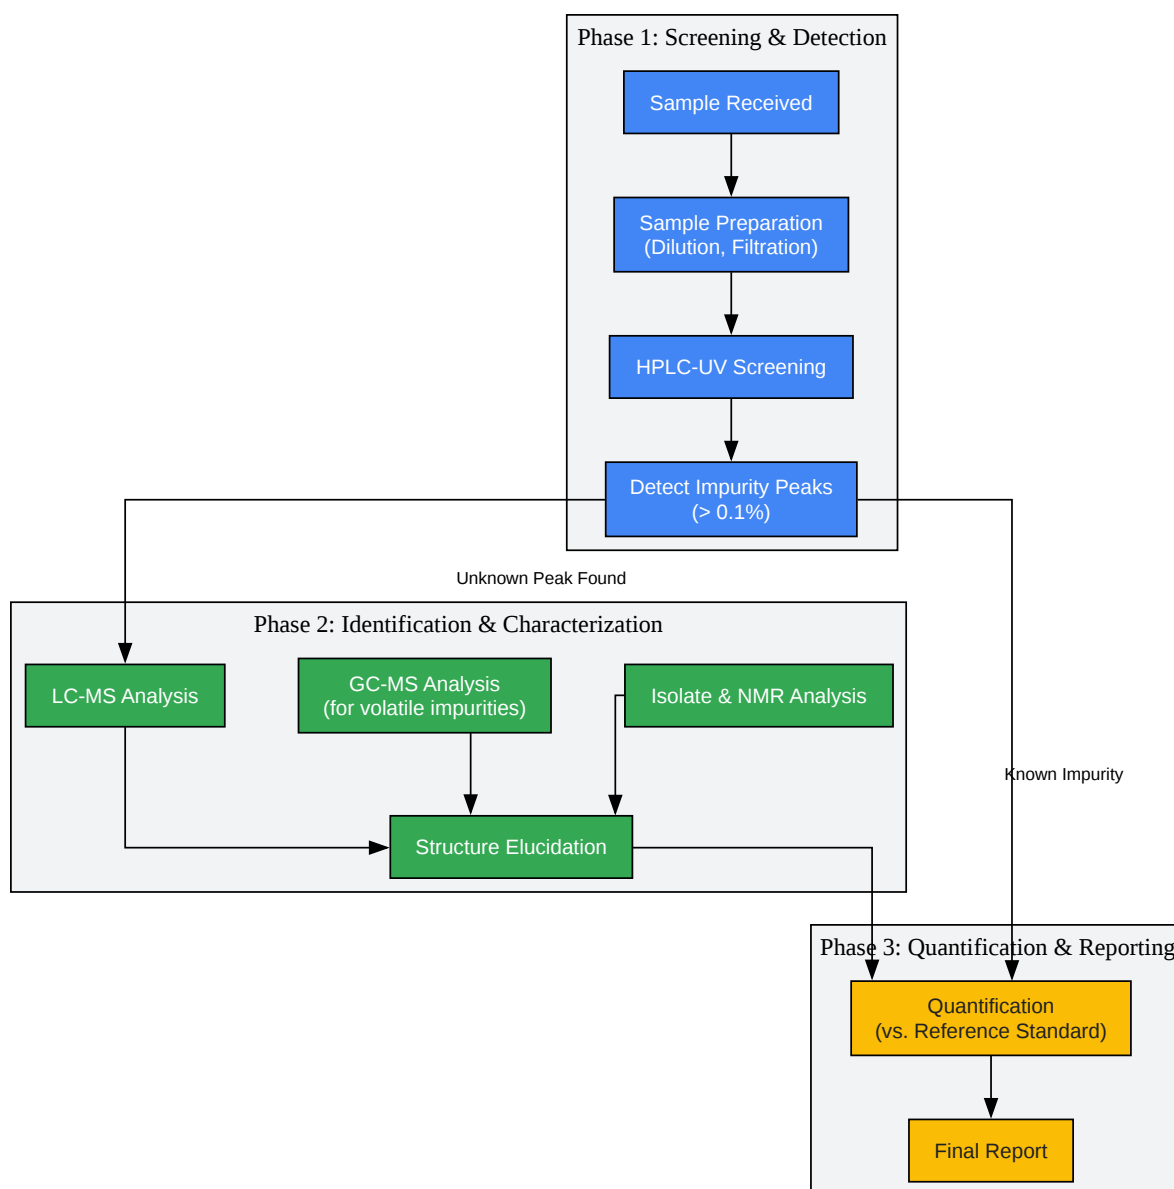 Phase 1: Screening & Detection
Sample Received
Sample Preparation
(Dilution, Filtration)
HPLC-UV Screening
Detect Impurity Peaks
(> 0.1%)
Unknown Peak Found
Phase 2: Identification & Characterization
LC-MS Analysis
GC-MS Analysis
(for volatile impurities)
Isolate & NMR Analysis
Known Impurity
Structure Elucidation
Phase 3: Quantification & Reporting
Quantification
(vs. Reference Standard)
Final Report